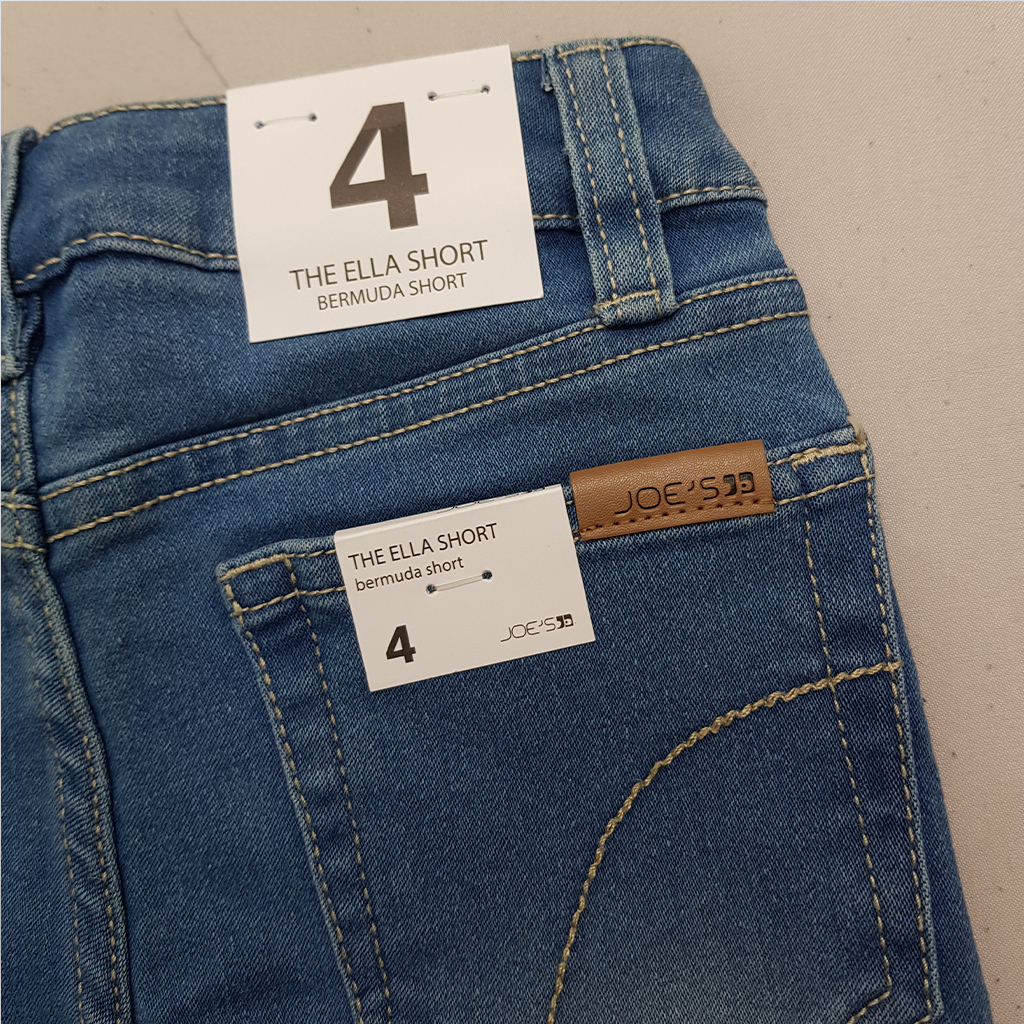 4
THE ELLA SHORT
BERMUDA SHORT
JOE'S
THE ELLA SHORT
bermuda short
4
JOE'S